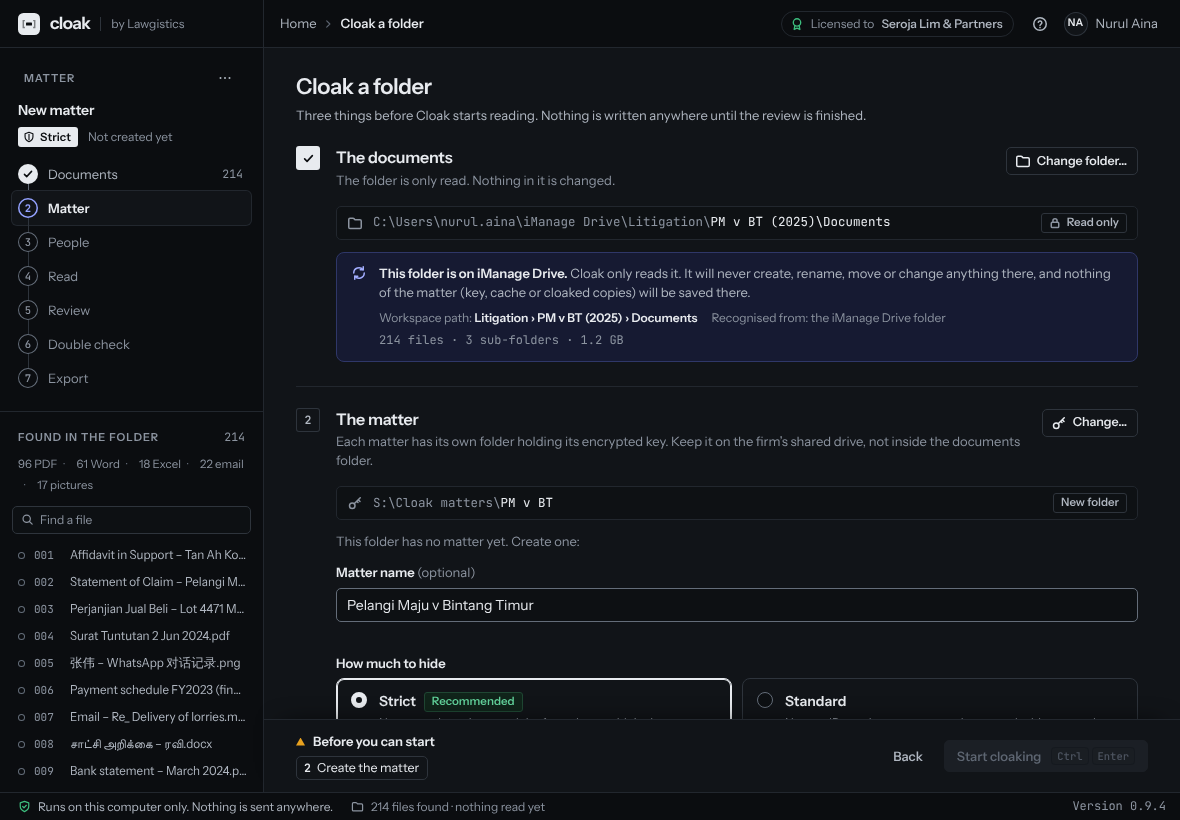 cloak by Lawgistics
Home › Cloak a folder
Licensed to Seroja Lim & Partners
NA Nurul Aina
MATTER
New matter
Strict Not created yet
Documents 214
2 Matter
3 People
4 Read
5 Review
6 Double check
7 Export
FOUND IN THE FOLDER 214
96 PDF · 61 Word · 18 Excel · 22 email
· 17 pictures
Find a file
001 Affidavit in Support – Tan Ah Ko...
002 Statement of Claim – Pelangi M...
003 Perjanjian Jual Beli – Lot 4471 M...
004 Surat Tuntutan 2 Jun 2024.pdf
005 张伟 – WhatsApp 对话记录.png
006 Payment schedule FY2023 (fin...
007 Email – Re_ Delivery of lorries.m...
008 சாட்சி அறிக்கை – ரவி.docx
009 Bank statement – March 2024.p...
Cloak a folder
Three things before Cloak starts reading. Nothing is written anywhere until the review is finished.
The documents
Change folder...
The folder is only read. Nothing in it is changed.
C:\Users\nurul.aina\iManage Drive\Litigation\PM v BT (2025)\Documents
Read only
This folder is on iManage Drive. Cloak only reads it. It will never create, rename, move or change anything there, and nothing
of the matter (key, cache or cloaked copies) will be saved there.
Workspace path: Litigation › PM v BT (2025) › Documents Recognised from: the iManage Drive folder
214 files · 3 sub-folders · 1.2 GB
2 The matter
Change...
Each matter has its own folder holding its encrypted key. Keep it on the firm's shared drive, not inside the documents
folder.
S:\Cloak matters\PM v BT
New folder
This folder has no matter yet. Create one:
Matter name (optional)
Pelangi Maju v Bintang Timur
How much to hide
Strict Recommended
Standard
Before you can start
2 Create the matter
Back
Start cloaking Ctrl Enter
Runs on this computer only. Nothing is sent anywhere.
214 files found · nothing read yet
Version 0.9.4